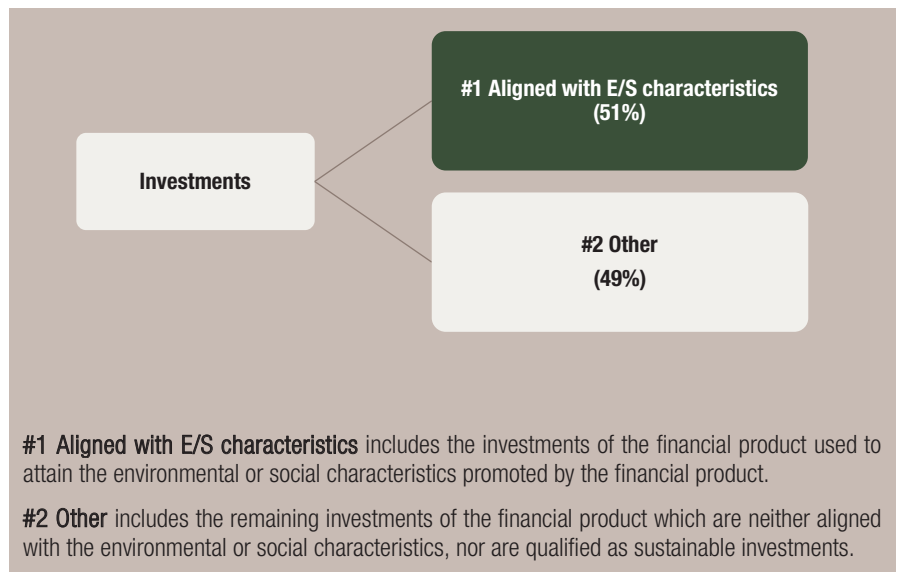 #1 Aligned with E/S characteristics
(51%)
Investments
#2 Other
(49%)
#1 Aligned with E/S characteristics includes the investments of the financial product used to
attain the environmental or social characteristics promoted by the financial product.
#2 Other includes the remaining investments of the financial product which are neither aligned
with the environmental or social characteristics, nor are qualified as sustainable investments.